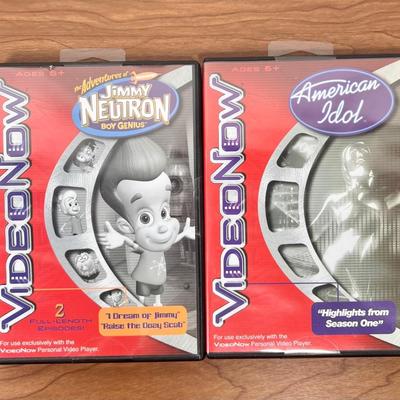 AGES 6+
The Adventures of
JIMMY
NEUTRON
BOY GENIUS
VIDEONOW
2
FULL-LENGTH
EPISODES!
"I Dream of Jimmy"
"Raise the Oozy Scab"
For use exclusively with the
VIDEONOW Personal Video Player.
AGES 6+
American
Idol
VIDEONOW
"Highlights from
Season One"
For use exclusively with the
VIDEONOW Personal Video Player.